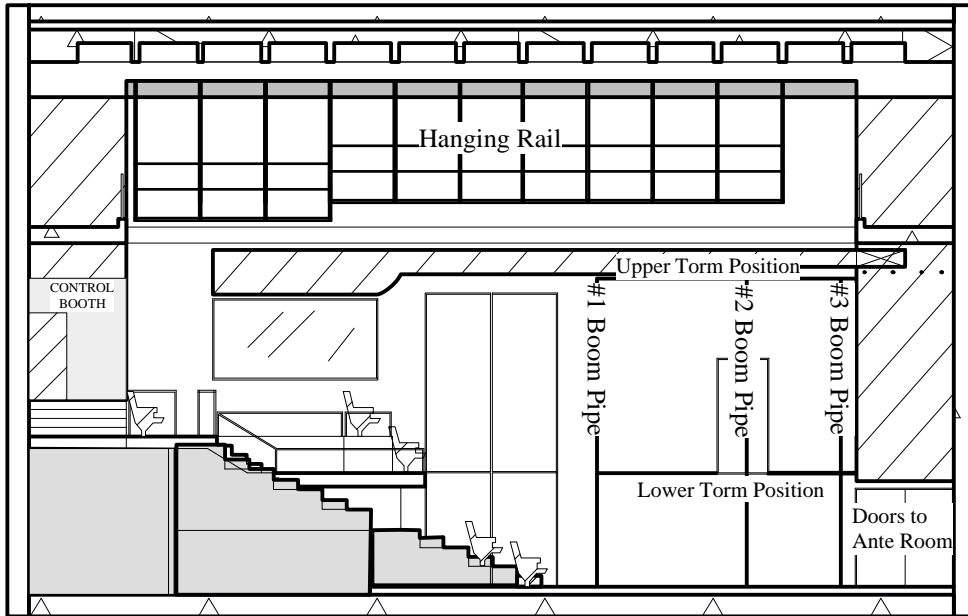 Hanging Rail
Upper Torm Position
CONTROL
BOOTH
#1 Boom Pipe
#2 Boom Pipe
#3 Boom Pipe
Lower Torm Position
Doors to
Ante Room